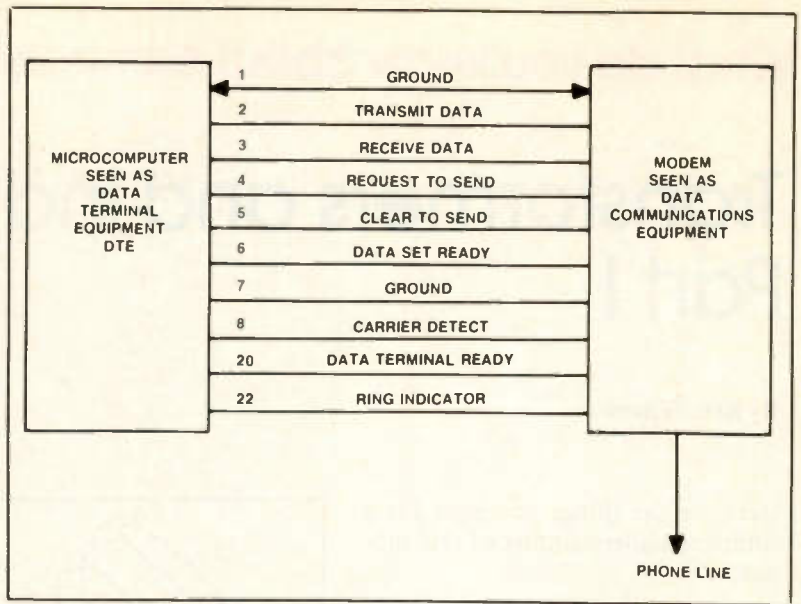 1 GROUND
2 TRANSMIT DATA
3 RECEIVE DATA
4 REQUEST TO SEND
5 CLEAR TO SEND
6 DATA SET READY
7 GROUND
8 CARRIER DETECT
20 DATA TERMINAL READY
22 RING INDICATOR
MICROCOMPUTER
SEEN AS
DATA
TERMINAL
EQUIPMENT
DTE
MODEM
SEEN AS
DATA
COMMUNICATIONS
EQUIPMENT
PHONE LINE